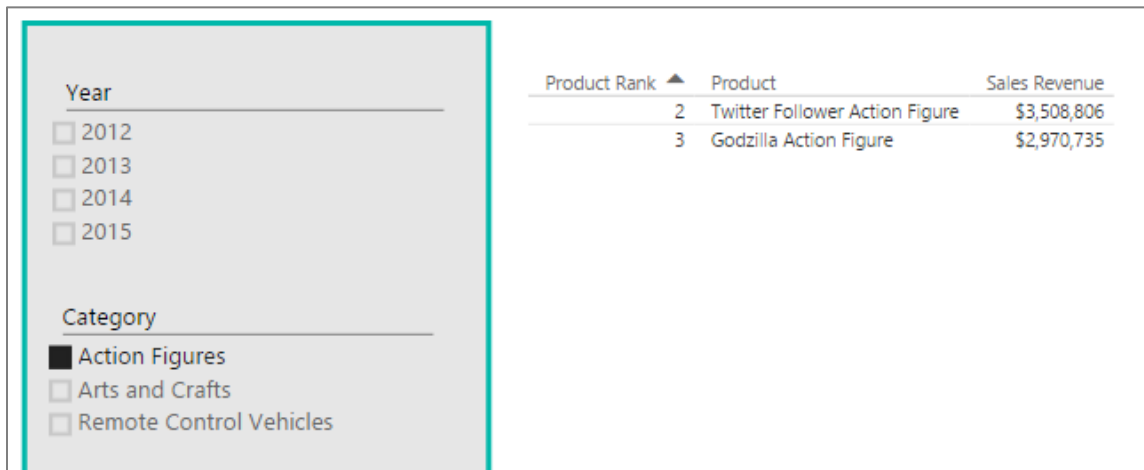 Year
2012
2013
2014
2015
Category
Action Figures
Arts and Crafts
Remote Control Vehicles
Product Rank Product Sales Revenue
2 Twitter Follower Action Figure $3,508,806
3 Godzilla Action Figure $2,970,735